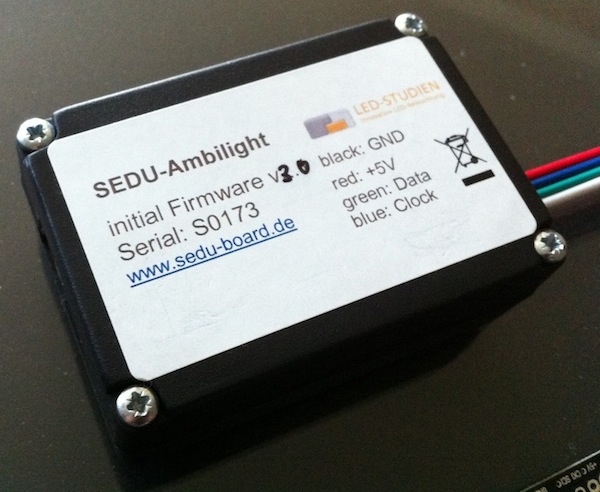 LED-STUDIEN
SEDU-Ambilight
initial Firmware v3.0
Serial: S0173
www.sedu-board.de
black: GND
red: +5V
green: Data
blue: Clock